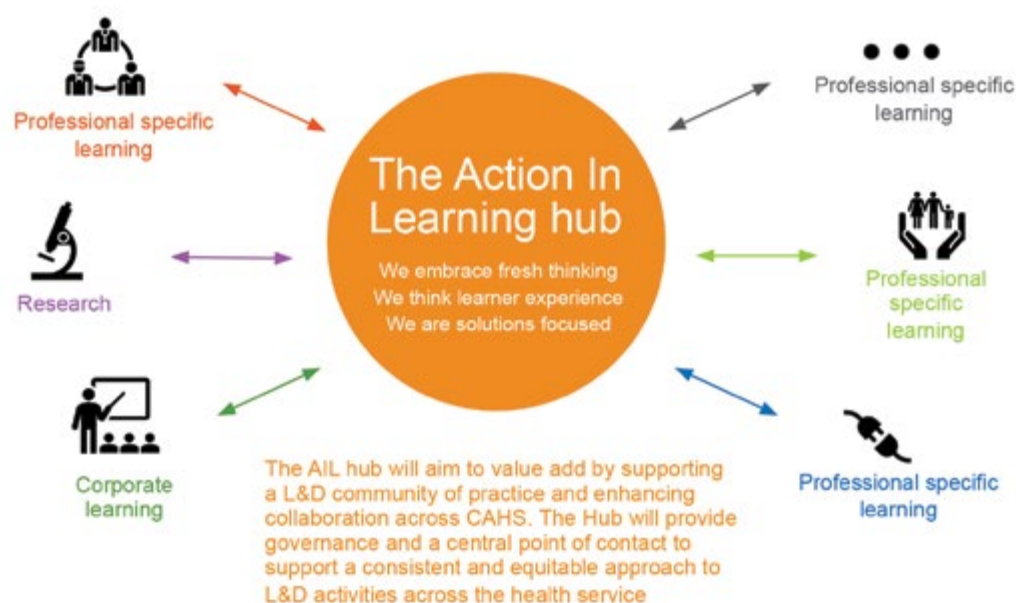 Professional specific
learning
Research
Corporate
learning
The Action In
Learning hub
We embrace fresh thinking
We think learner experience
We are solutions focused
Professional specific
learning
Professional
specific
learning
Professional specific
learning
The AIL hub will aim to value add by supporting
a L&D community of practice and enhancing
collaboration across CAHS. The Hub will provide
governance and a central point of contact to
support a consistent and equitable approach to
L&D activities across the health service